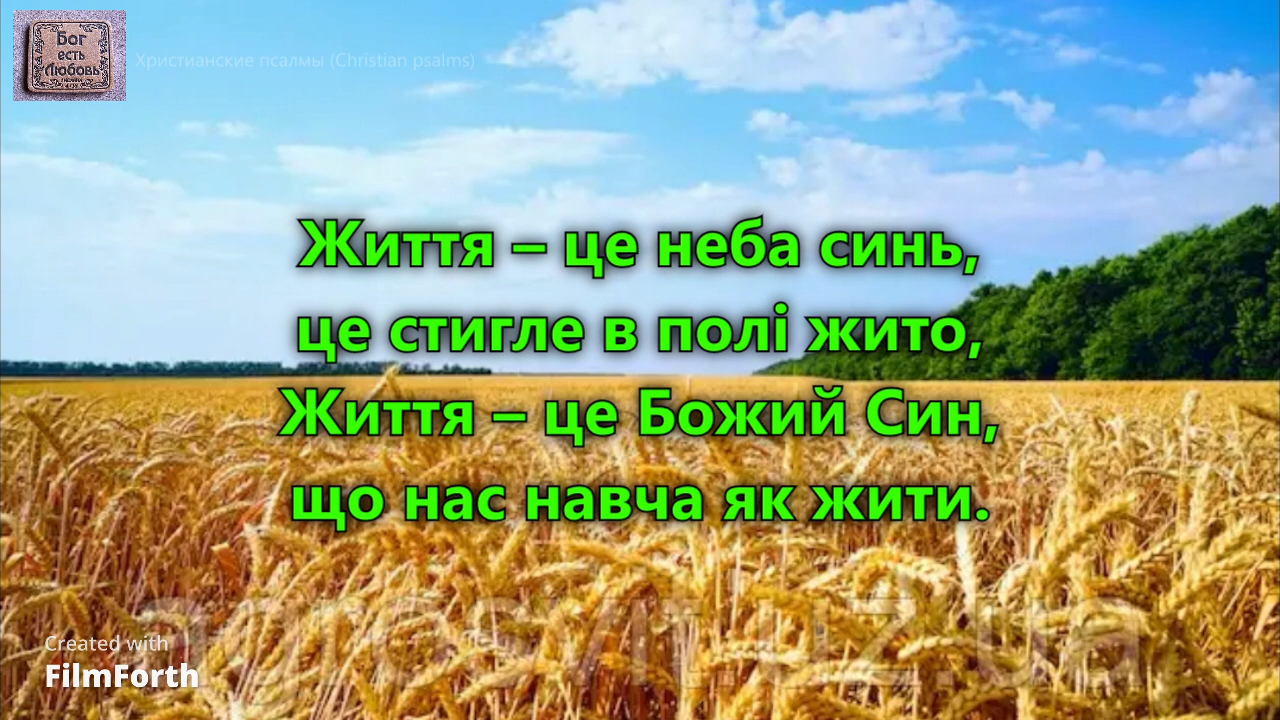 Бог
есть
Любовь
Христианские псалмы (Christian psalms)
Життя – це неба синь,
це стигле в полі жито,
Життя – це Божий Син,
що нас навча як жити.
Created with
FilmForth